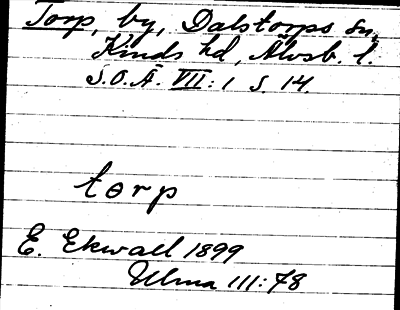 Torp, by, Dalstorps sn,
Kinds hd, Älvsb. l.
S.O.Ä. VII: 1 s. 14.
torp
E. Ekwall 1899
Ulma 111:78